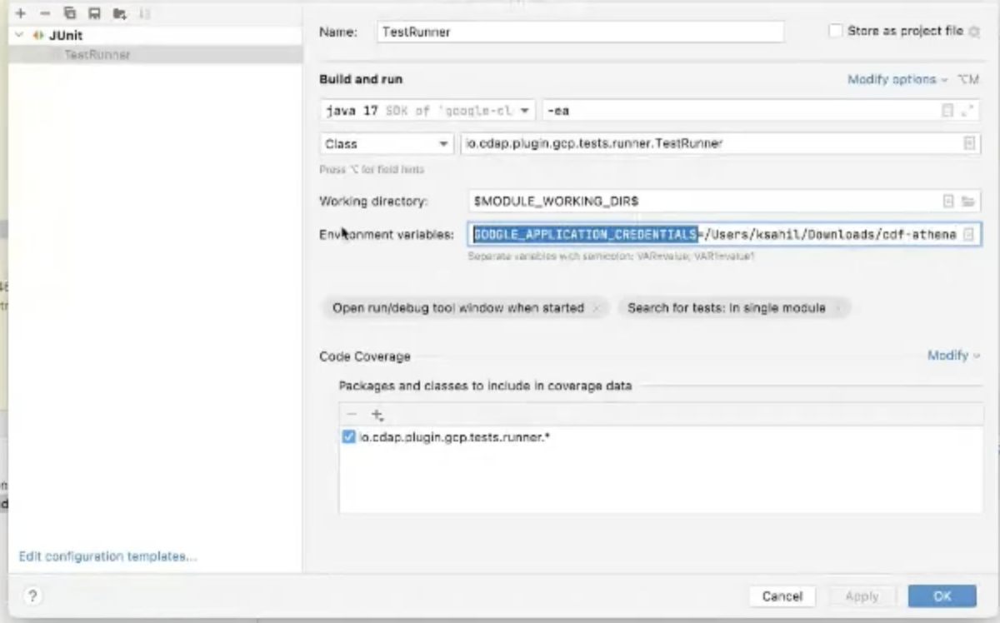 JUnit
TestRunner
Name: TestRunner
Store as project file
Build and run
Modify options ⌥M
java 17 SDK of 'google-cl -ea
Class io.cdap.plugin.gcp.tests.runner.TestRunner
Press ⌥ for field hints
Working directory: $MODULE_WORKING_DIR$
Environment variables: GOOGLE_APPLICATION_CREDENTIALS=/Users/ksahil/Downloads/cdf-athena
Separate variables with semicolon: VAR=value; VAR1=value1
Open run/debug tool window when started × Search for tests: In single module ×
Code Coverage
Modify
Packages and classes to include in coverage data
io.cdap.plugin.gcp.tests.runner.*
Edit configuration templates...
? Cancel Apply OK